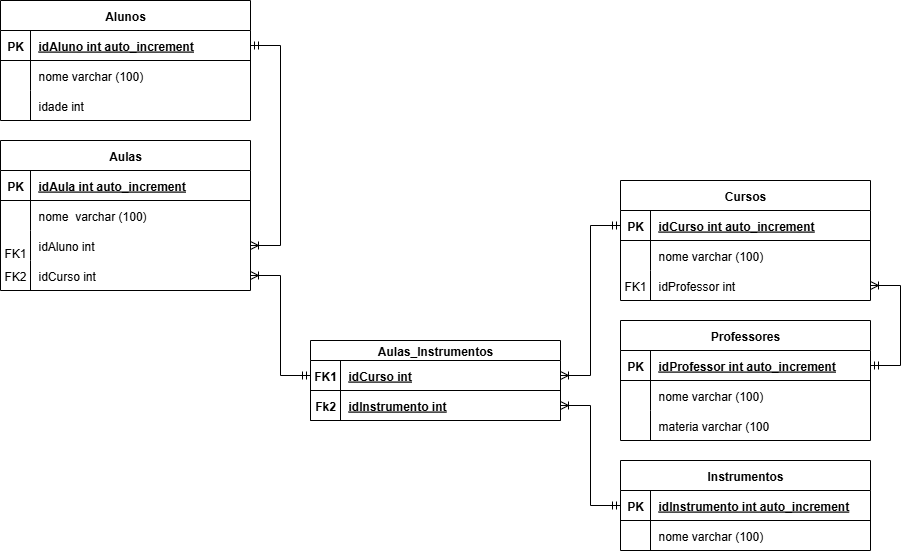 Alunos
PK idAluno int auto_increment
nome varchar (100)
idade int
Aulas
PK idAula int auto_increment
nome  varchar (100)
FK1 idAluno int
FK2 idCurso int
Aulas_Instrumentos
FK1 idCurso int
Fk2 idInstrumento int
Cursos
PK idCurso int auto_increment
nome varchar (100)
FK1 idProfessor int
Professores
PK idProfessor int auto_increment
nome varchar (100)
materia varchar (100
Instrumentos
PK idInstrumento int auto_increment
nome varchar (100)